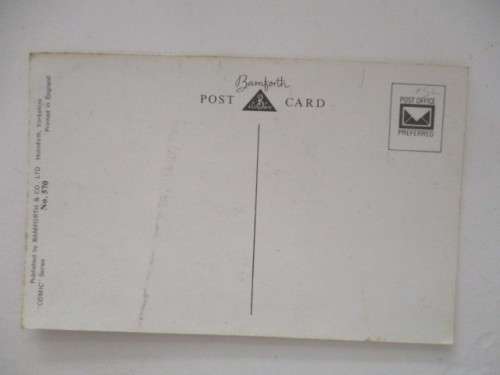 Bamforth
POST CARD
POST OFFICE
PREFERRED
"COMIC" Series
Published by BAMFORTH & CO. LTD Holmfirth, Yorkshire
No. 570
Printed in England